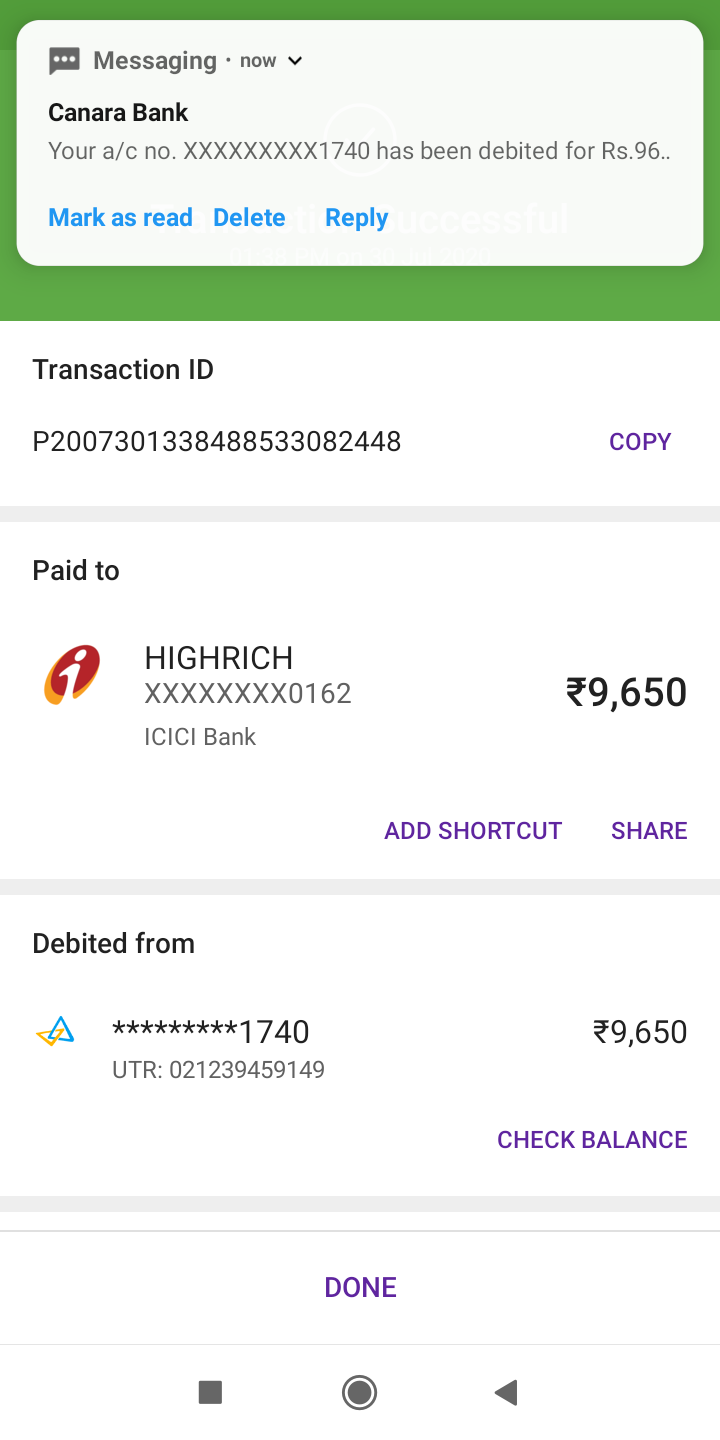 Messaging · now
Canara Bank
Your a/c no. XXXXXXXXX1740 has been debited for Rs.96..
Mark as read Delete Reply
Transaction Successful
Transaction ID
P2007301338488533082448 COPY
Paid to
HIGHRICH
XXXXXXXX0162
₹9,650
ICICI Bank
ADD SHORTCUT SHARE
Debited from
*********1740 ₹9,650
UTR: 021239459149
CHECK BALANCE
DONE